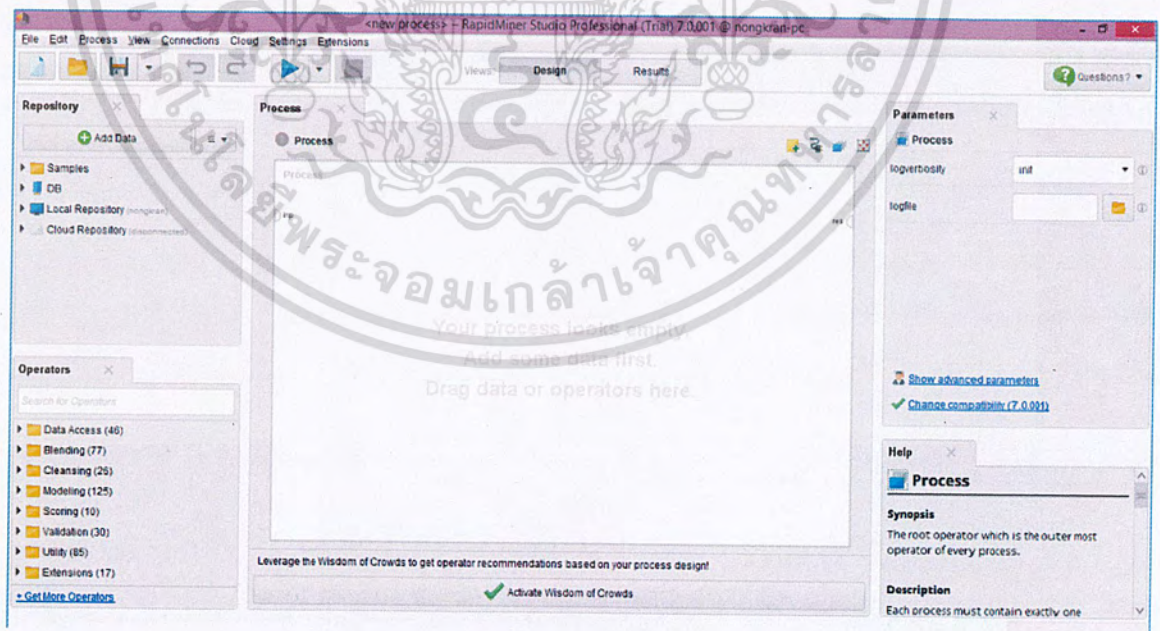 <new process> – RapidMiner Studio Professional (Trial) 7.0.001 @ nongkran-pc
File Edit Process View Connections Cloud Settings Extensions
Views: Design Results
Questions?
Repository
Add Data
Samples
DB
Local Repository (nongkran)
Cloud Repository (disconnected)
Operators
Search for Operators
Data Access (46)
Blending (77)
Cleansing (26)
Modeling (125)
Scoring (10)
Validation (30)
Utility (85)
Extensions (17)
Get More Operators
Process
Process
Process
res
Your process looks empty.
Add some data first.
Drag data or operators here.
พระจอมเกล้าเจ้าคุณทหาร
Leverage the Wisdom of Crowds to get operator recommendations based on your process design!
Activate Wisdom of Crowds
Parameters
Process
logverbosity
init
logfile
Show advanced parameters
Change compatibility (7.0.001)
Help
Process
Synopsis
The root operator which is the outer most
operator of every process.
Description
Each process must contain exactly one